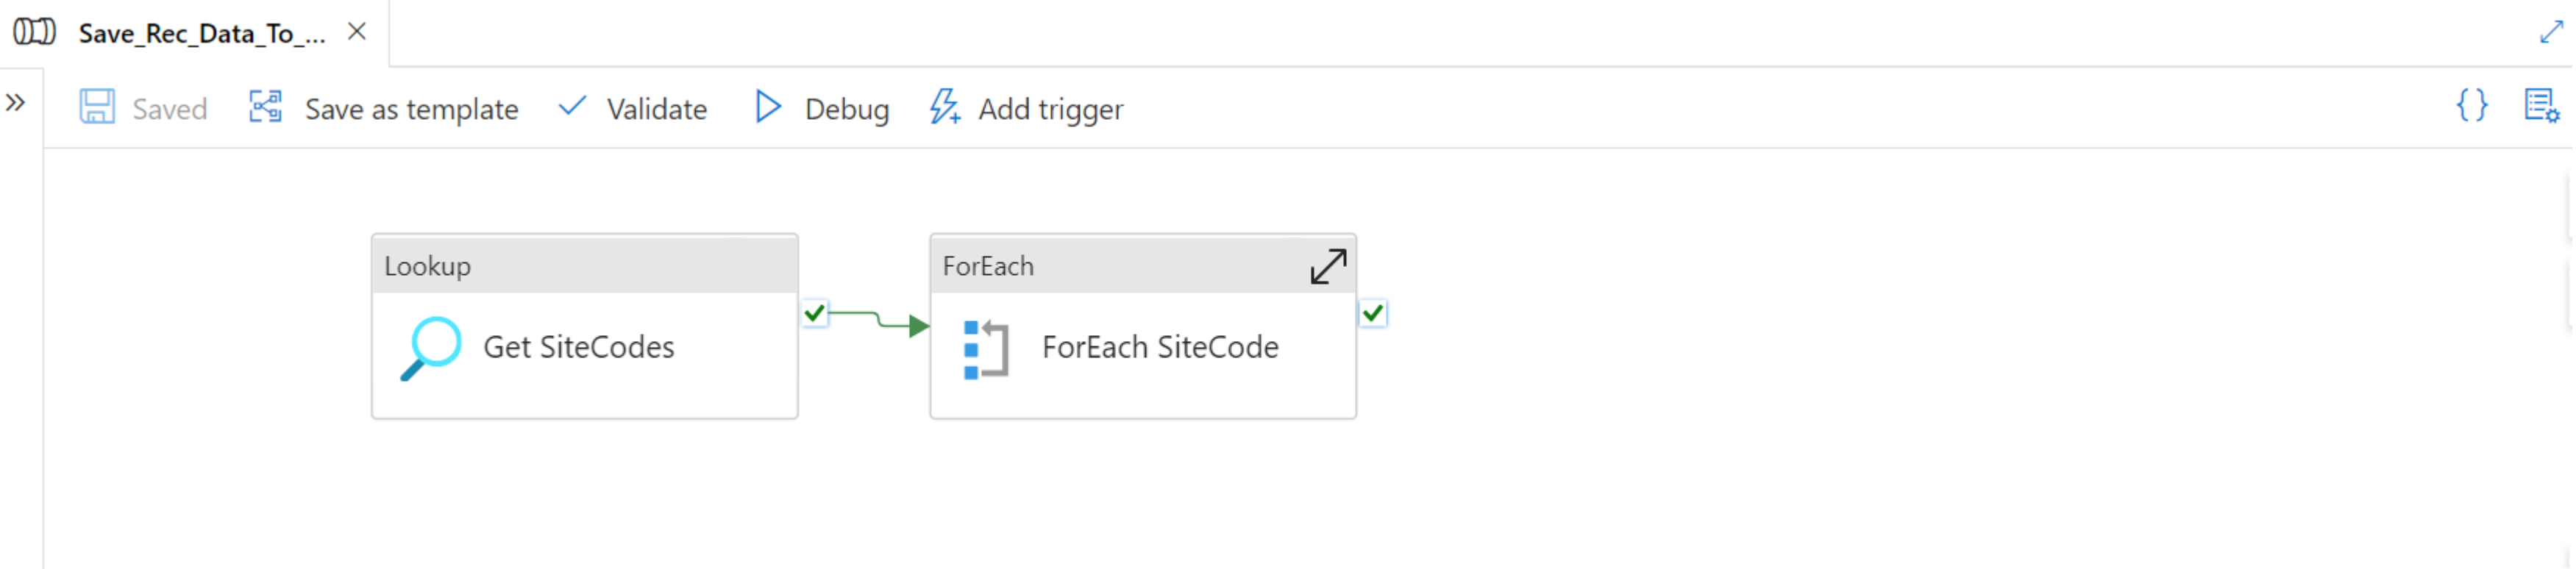 Save_Rec_Data_To_...
Saved Save as template Validate Debug Add trigger
Lookup
Get SiteCodes
ForEach
ForEach SiteCode